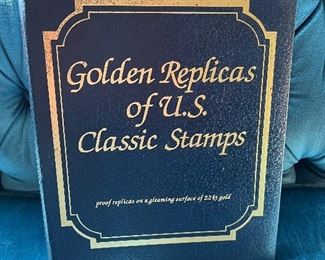 Golden Replicas
of U.S.
Classic Stamps
proof replicas on a gleaming surface of 22kt gold